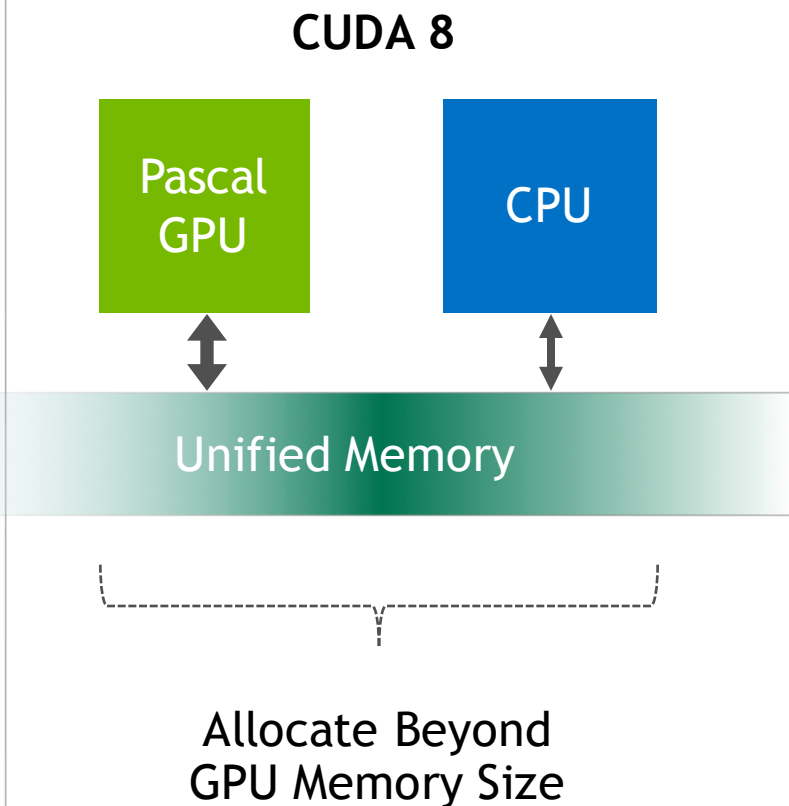 CUDA 8
Pascal
GPU
CPU
Unified Memory
Allocate Beyond
GPU Memory Size